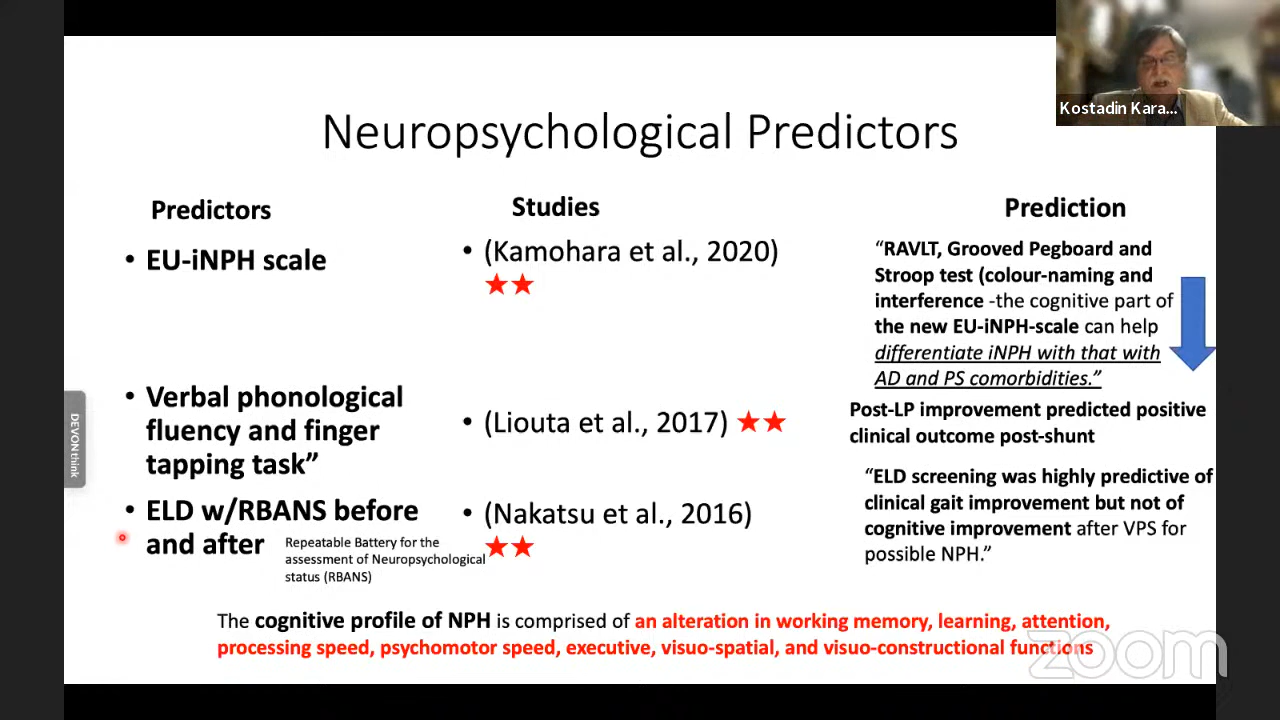 Kostadin Kara...
Neuropsychological Predictors
Predictors
• EU-iNPH scale
• Verbal phonological
fluency and finger
tapping task”
• ELD w/RBANS before
and after
Repeatable Battery for the
assessment of Neuropsychological
status (RBANS)
Studies
• (Kamohara et al., 2020)
★★
• (Liouta et al., 2017) ★★
• (Nakatsu et al., 2016)
★★
Prediction
“RAVLT, Grooved Pegboard and
Stroop test (colour-naming and
interference -the cognitive part of
the new EU-iNPH-scale can help
differentiate iNPH with that with
AD and PS comorbidities.”
Post-LP improvement predicted positive
clinical outcome post-shunt
“ELD screening was highly predictive of
clinical gait improvement but not of
cognitive improvement after VPS for
possible NPH.”
The cognitive profile of NPH is comprised of an alteration in working memory, learning, attention,
processing speed, psychomotor speed, executive, visuo-spatial, and visuo-constructional functions
DEVONthink
zoom